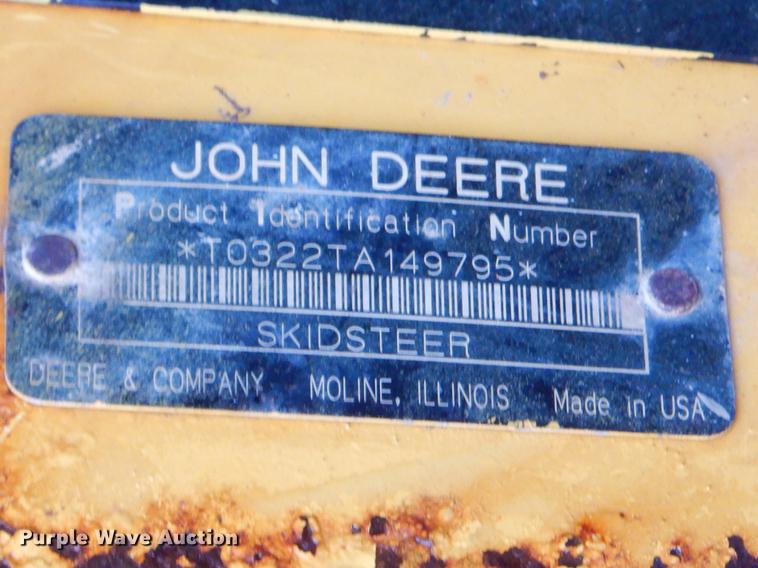 JOHN DEERE
Product Identification Number
*T0322TA149795*
SKIDSTEER
DEERE & COMPANY MOLINE, ILLINOIS Made in USA
Purple Wave Auction